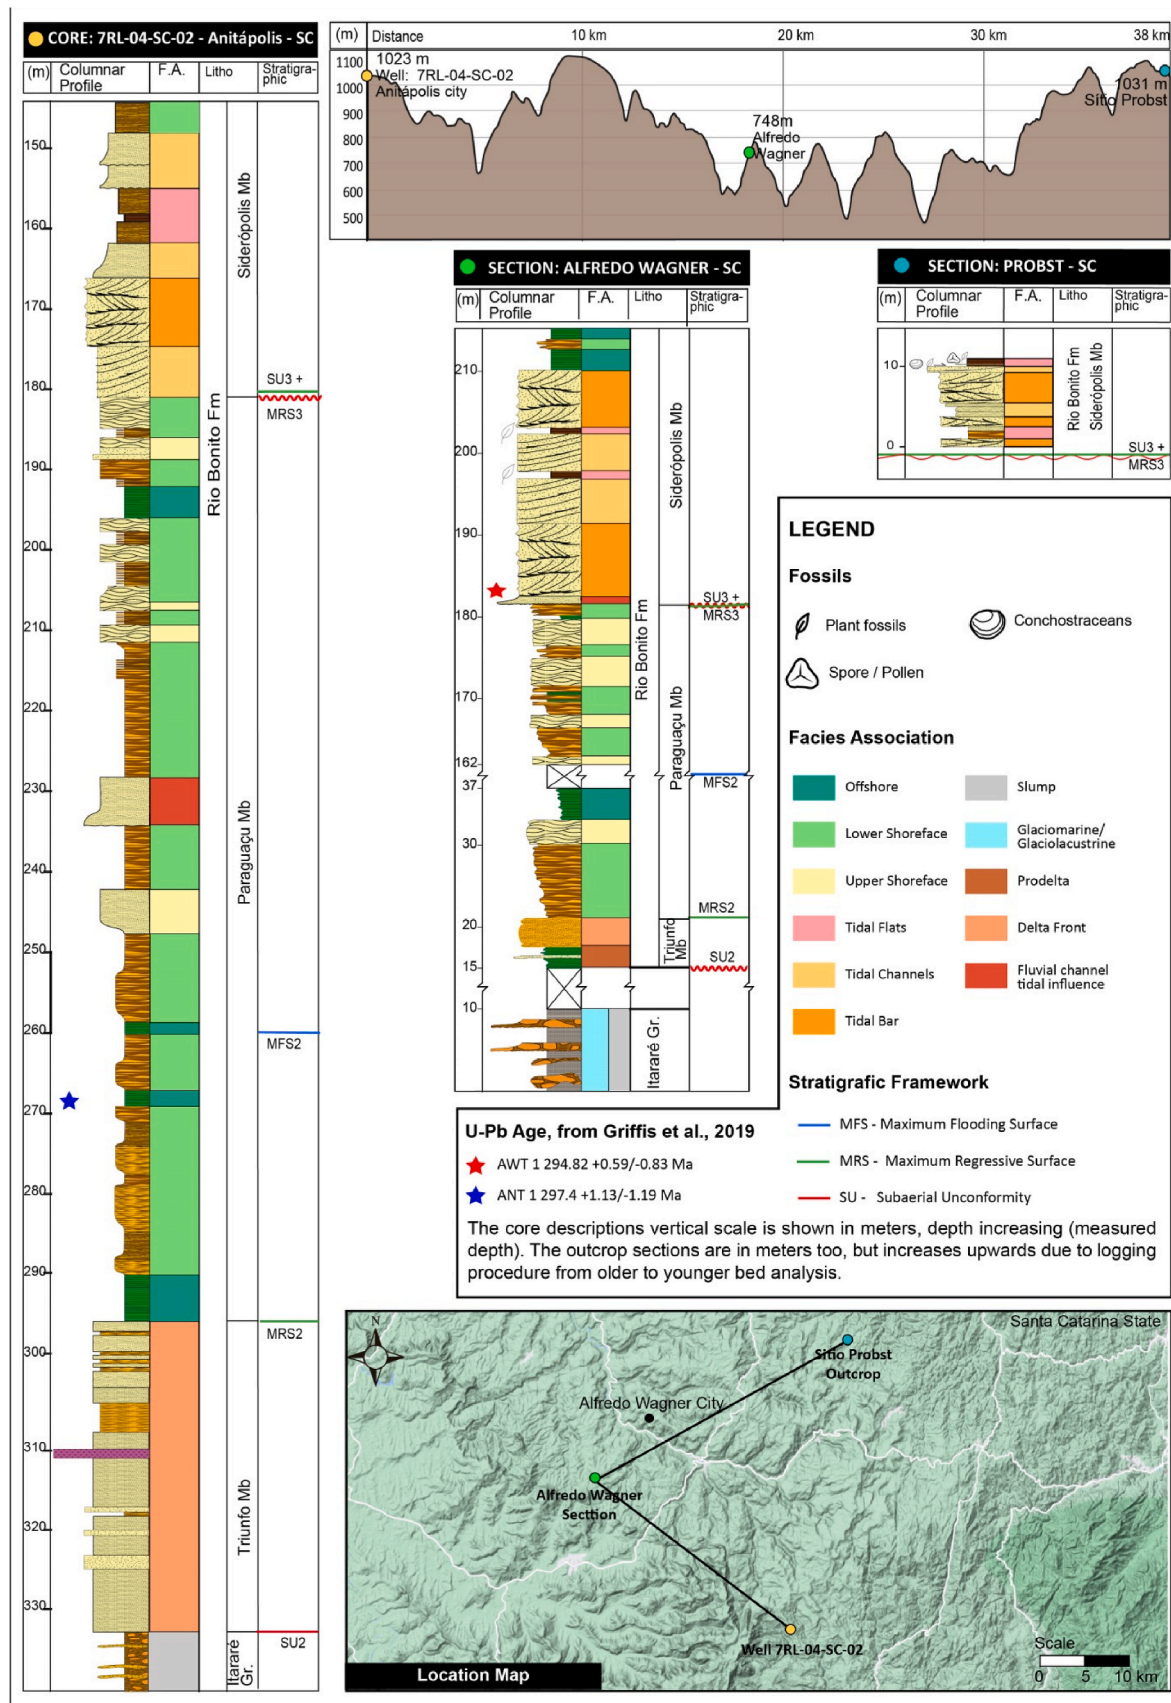 CORE: 7RL-04-SC-02 - Anitápolis - SC
(m) Columnar Profile F.A. Litho Stratigra-phic
150
160
170
180
190
200
210
220
230
240
250
260
270
280
290
300
310
320
330
Siderópolis Mb
Rio Bonito Fm
Paraguaçu Mb
Triunfo Mb
Itararé Gr.
SU3 +
MRS3
MFS2
MRS2
SU2
(m) Distance 10 km 20 km 30 km 38 km
1100
1000
900
800
700
600
500
1023 m
Well: 7RL-04-SC-02
Anitápolis city
748m
Alfredo
Wagner
1031 m
Sítio Probst
SECTION: ALFREDO WAGNER - SC
(m) Columnar Profile F.A. Litho Stratigra-phic
210
200
190
180
170
162
37
30
20
15
10
Siderópolis Mb
Rio Bonito Fm
Paraguaçu Mb
Triunfo Mb
Itararé Gr.
SU3 +
MRS3
MFS2
MRS2
SU2
SECTION: PROBST - SC
(m) Columnar Profile F.A. Litho Stratigra-phic
10
0
Rio Bonito Fm
Siderópolis Mb
SU3 +
MRS3
LEGEND
Fossils
Plant fossils
Conchostraceans
Spore / Pollen
Facies Association
Offshore
Slump
Lower Shoreface
Glaciomarine/
Glaciolacustrine
Upper Shoreface
Prodelta
Tidal Flats
Delta Front
Tidal Channels
Fluvial channel
tidal influence
Tidal Bar
Stratigrafic Framework
MFS - Maximum Flooding Surface
MRS - Maximum Regressive Surface
SU - Subaerial Unconformity
U-Pb Age, from Griffis et al., 2019
AWT 1 294.82 +0.59/-0.83 Ma
ANT 1 297.4 +1.13/-1.19 Ma
The core descriptions vertical scale is shown in meters, depth increasing (measured
depth). The outcrop sections are in meters too, but increases upwards due to logging
procedure from older to younger bed analysis.
N
Santa Catarina State
Sitio Probst
Outcrop
Alfredo Wagner City
Alfredo Wagner
Secttion
Well 7RL-04-SC-02
Location Map
Scale
0 5 10 km